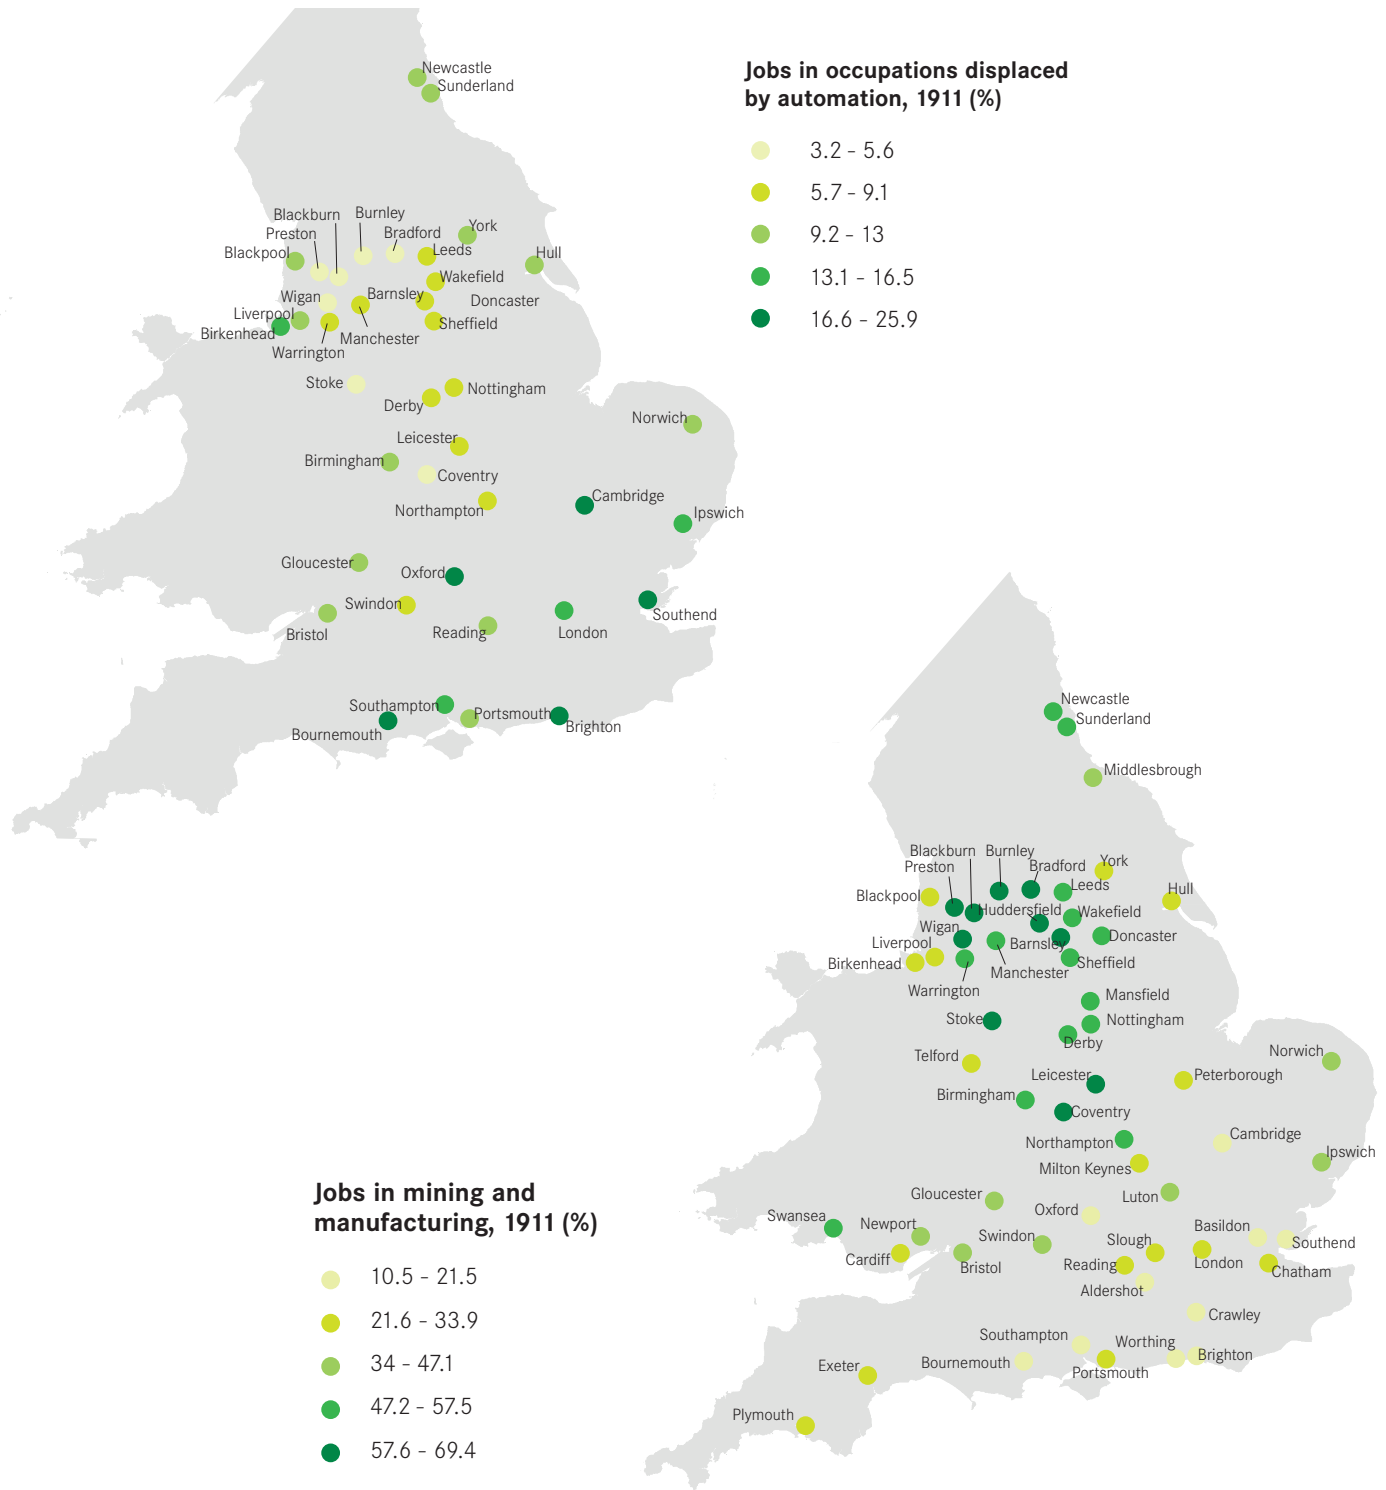 Jobs in occupations displaced
by automation, 1911 (%)
3.2 - 5.6
5.7 - 9.1
9.2 - 13
13.1 - 16.5
16.6 - 25.9
Newcastle
Sunderland
Blackburn
Burnley
Preston
Bradford
York
Blackpool
Leeds
Hull
Wakefield
Wigan
Barnsley
Doncaster
Liverpool
Birkenhead
Sheffield
Manchester
Warrington
Stoke
Nottingham
Derby
Norwich
Leicester
Birmingham
Coventry
Cambridge
Northampton
Ipswich
Gloucester
Oxford
Swindon
Southend
Bristol
Reading
London
Southampton
Portsmouth
Brighton
Bournemouth
Jobs in mining and
manufacturing, 1911 (%)
10.5 - 21.5
21.6 - 33.9
34 - 47.1
47.2 - 57.5
57.6 - 69.4
Newcastle
Sunderland
Middlesbrough
Blackburn
Burnley
Preston
Bradford
York
Leeds
Hull
Blackpool
Huddersfield
Wakefield
Wigan
Doncaster
Liverpool
Barnsley
Birkenhead
Sheffield
Manchester
Warrington
Mansfield
Stoke
Nottingham
Derby
Norwich
Telford
Leicester
Peterborough
Birmingham
Coventry
Cambridge
Northampton
Ipswich
Milton Keynes
Gloucester
Luton
Oxford
Swansea
Newport
Basildon
Swindon
Slough
Southend
Cardiff
Bristol
Reading
London
Chatham
Aldershot
Crawley
Southampton
Worthing
Brighton
Bournemouth
Exeter
Portsmouth
Plymouth